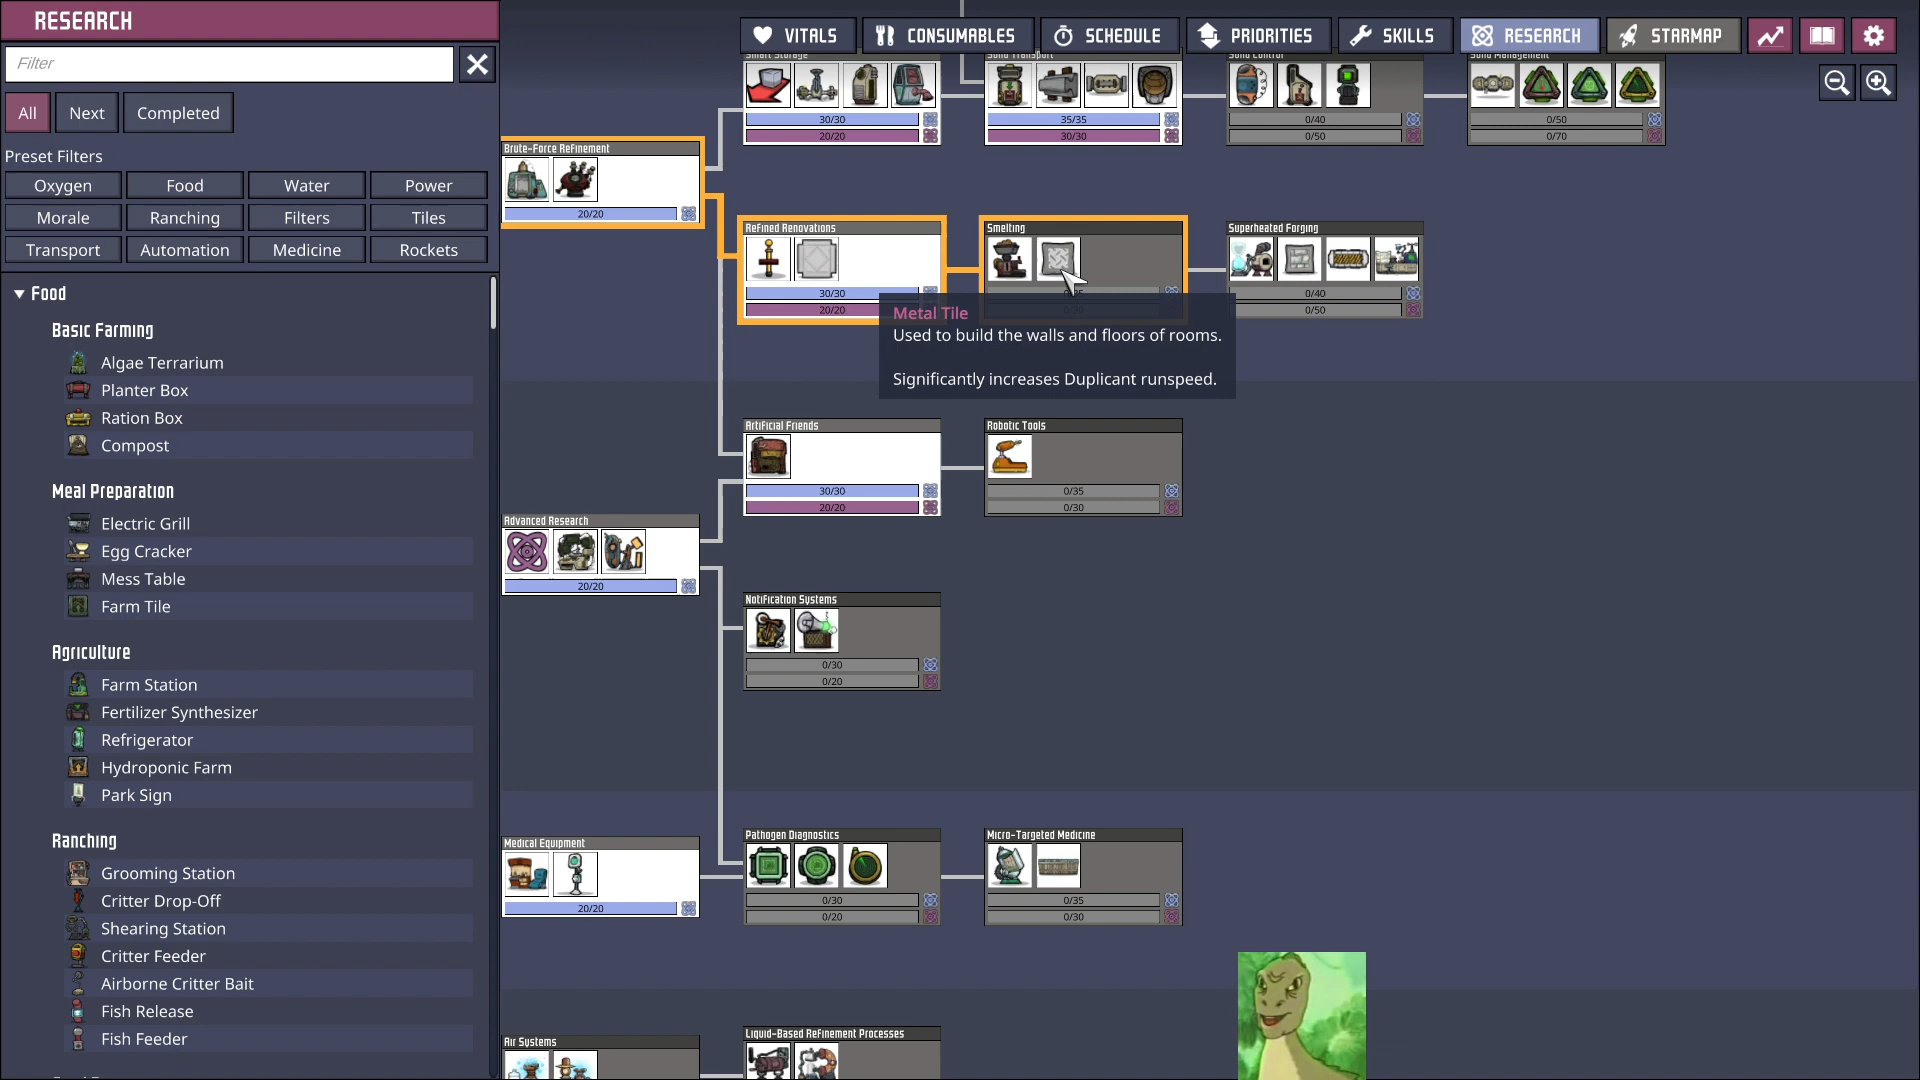 RESEARCH
VITALS
CONSUMABLES
SCHEDULE
PRIORITIES
SKILLS
RESEARCH
STARMAP
Filter
All
Next
Completed
Preset Filters
Oxygen
Food
Water
Power
Morale
Ranching
Filters
Tiles
Transport
Automation
Medicine
Rockets
Food
Basic Farming
Algae Terrarium
Planter Box
Ration Box
Compost
Meal Preparation
Electric Grill
Egg Cracker
Mess Table
Farm Tile
Agriculture
Farm Station
Fertilizer Synthesizer
Refrigerator
Hydroponic Farm
Park Sign
Ranching
Grooming Station
Critter Drop-Off
Shearing Station
Critter Feeder
Airborne Critter Bait
Fish Release
Fish Feeder
Smart Storage
30/30
20/20
Solid Transport
35/35
30/30
Solid Control
0/40
0/50
Solid Management
0/50
0/70
Brute-Force Refinement
20/20
Refined Renovations
30/30
20/20
Smelting
Superheated Forging
0/40
0/50
Metal Tile
Used to build the walls and floors of rooms.
Significantly increases Duplicant runspeed.
Artificial Friends
30/30
20/20
Robotic Tools
0/35
0/30
Advanced Research
20/20
Notification Systems
0/30
0/20
Medical Equipment
20/20
Pathogen Diagnostics
0/30
0/20
Micro-Targeted Medicine
0/35
0/30
Air Systems
Liquid-Based Refinement Processes